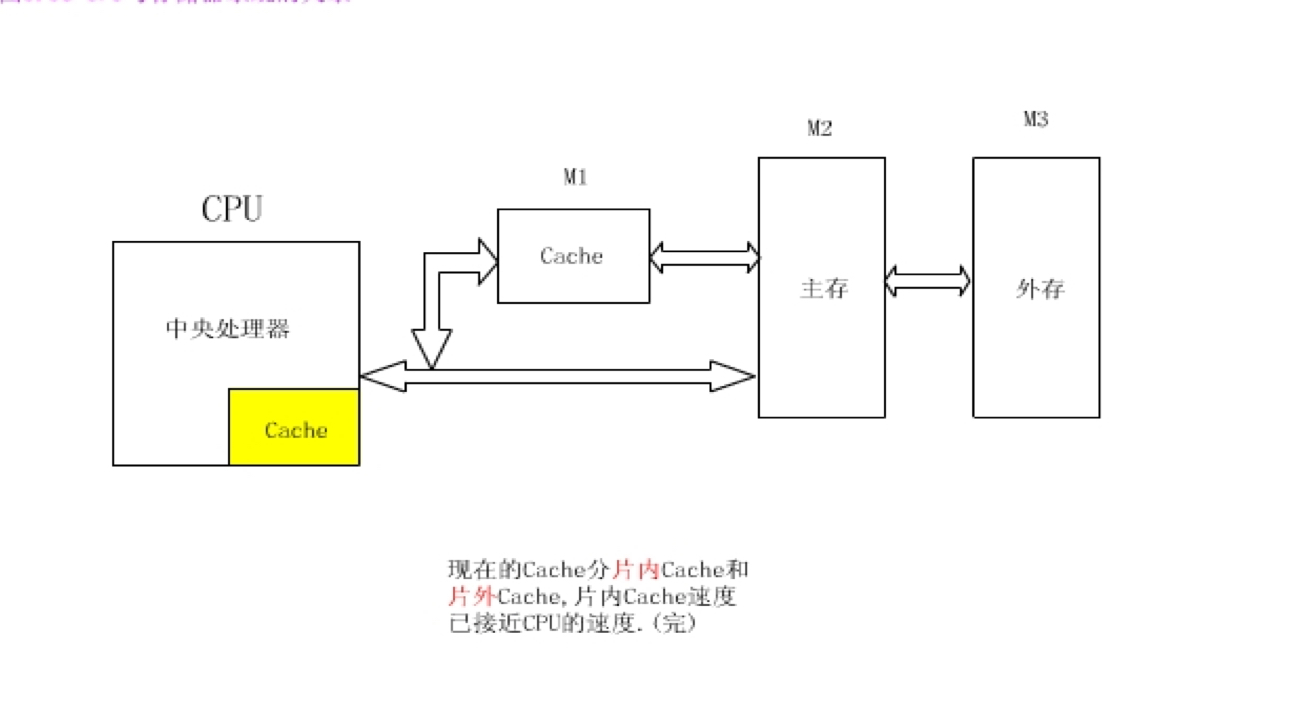 M3
M2
M1
CPU
Cache
主存
外存
中央处理器
Cache
现在的Cache分片内Cache和
片外Cache,片内Cache速度
已接近CPU的速度.(完)